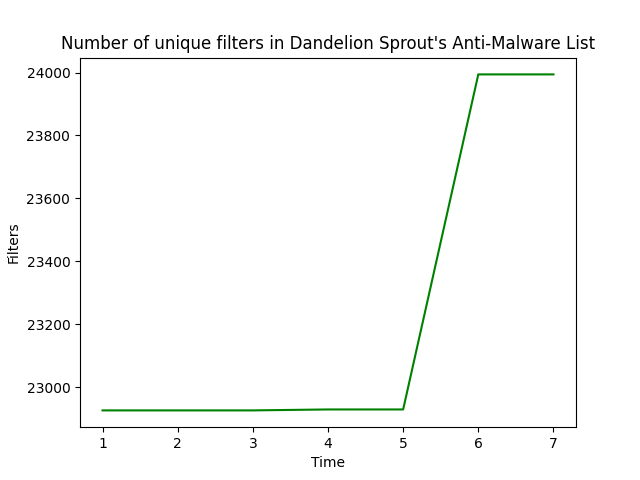 Number of unique filters in Dandelion Sprout's Anti-Malware List
24000
23800
23600
23400
23200
23000
Filters
1 2 3 4 5 6 7
Time